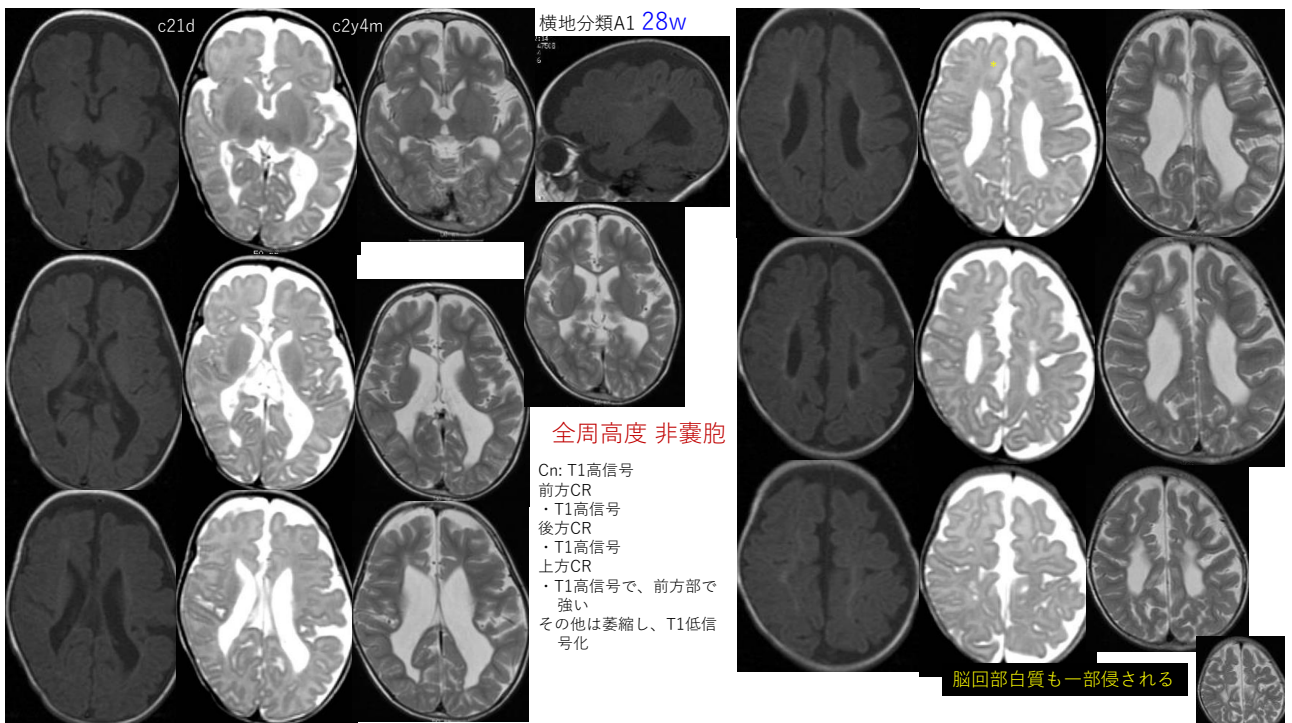 c21d
c2y4m
横地分類A1 28w
全周高度 非嚢胞
Cn: T1高信号
前方CR
・T1高信号
後方CR
・T1高信号
上方CR
・T1高信号で、前方部で
強い
その他は萎縮し、T1低信
号化
脳回部白質も一部侵される